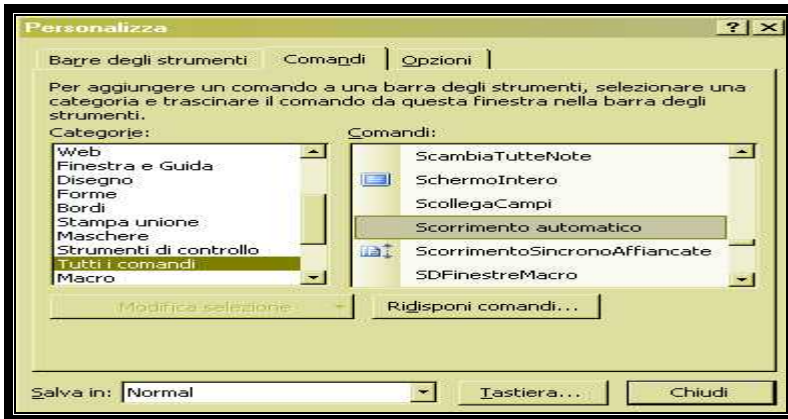 Personalizza
Barre degli strumenti Comandi Opzioni
Per aggiungere un comando a una barra degli strumenti, selezionare una
categoria e trascinare il comando da questa finestra nella barra degli
strumenti.
Categorie:
Web
Finestra e Guida
Disegno
Forme
Bordi
Stampa unione
Maschere
Strumenti di controllo
Tutti i comandi
Macro
Comandi:
ScambiaTutteNote
SchermoIntero
ScollegaCampi
Scorrimento automatico
ScorrimentoSincronoAffiancate
SDFinestreMacro
Modifica selezione
Ridisponi comandi...
Salva in: Normal Tastiera... Chiudi